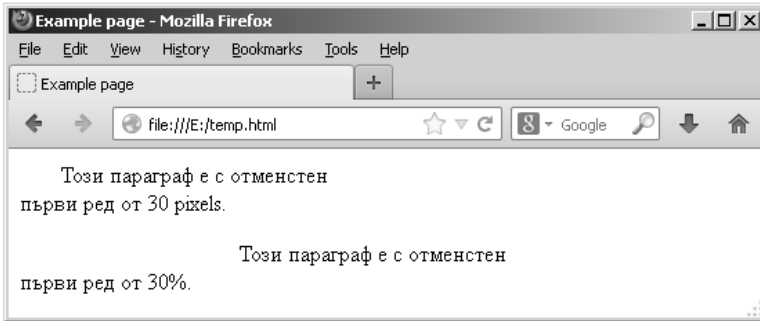 Example page - Mozilla Firefox
File Edit View History Bookmarks Tools Help
Example page +
file:///E:/temp.html 8 Google
Този параграф е с отменстен
първи ред от 30 pixels.
Този параграф е с отменстен
първи ред от 30%.